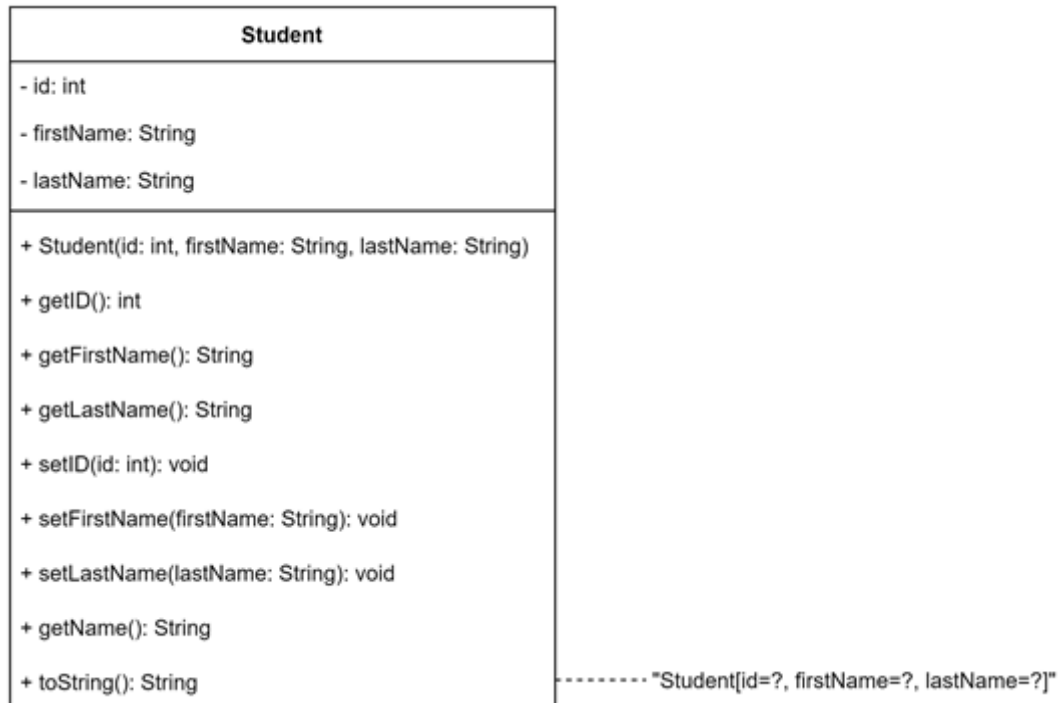 Student
- id: int
- firstName: String
- lastName: String
+ Student(id: int, firstName: String, lastName: String)
+ getID(): int
+ getFirstName(): String
+ getLastName(): String
+ setID(id: int): void
+ setFirstName(firstName: String): void
+ setLastName(lastName: String): void
+ getName(): String
+ toString(): String
"Student[id=?, firstName=?, lastName=?]"